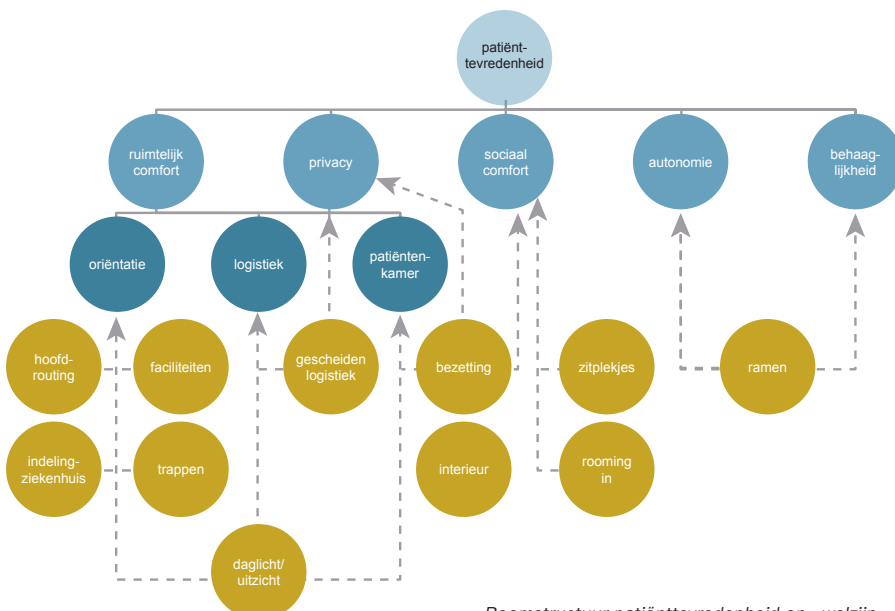 patiënt-
tevredenheid
ruimtelijk
comfort
privacy
sociaal
comfort
autonomie
behaag-
lijkheid
oriëntatie
logistiek
patiënten-
kamer
hoofd-
routing
faciliteiten
gescheiden
logistiek
bezetting
zitplekjes
ramen
indeling-
ziekenhuis
trappen
interieur
rooming
in
daglicht/
uitzicht